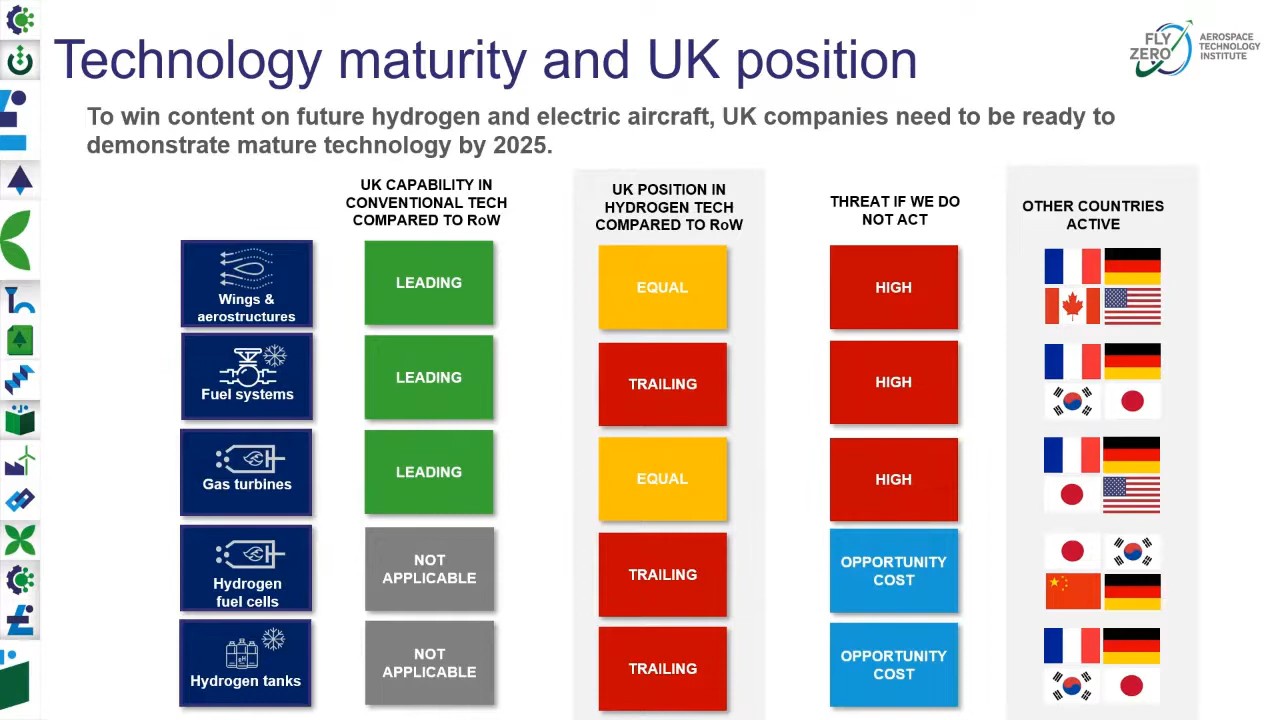 Technology maturity and UK position
FLY
ZERO
AEROSPACE
TECHNOLOGY
INSTITUTE
To win content on future hydrogen and electric aircraft, UK companies need to be ready to
demonstrate mature technology by 2025.
UK CAPABILITY IN
CONVENTIONAL TECH
COMPARED TO RoW
UK POSITION IN
HYDROGEN TECH
COMPARED TO RoW
THREAT IF WE DO
NOT ACT
OTHER COUNTRIES
ACTIVE
Wings &
aerostructures
LEADING
EQUAL
HIGH
Fuel systems
LEADING
TRAILING
HIGH
Gas turbines
LEADING
EQUAL
HIGH
Hydrogen
fuel cells
NOT
APPLICABLE
TRAILING
OPPORTUNITY
COST
Hydrogen tanks
NOT
APPLICABLE
TRAILING
OPPORTUNITY
COST